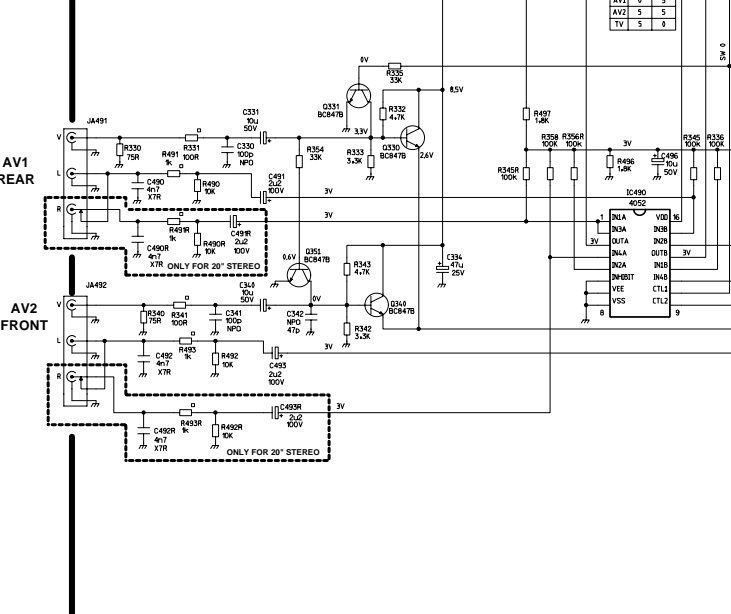 AV1
AV2 5 5
TV 5 0
SW 0
0V
R335
33K
8,5V
Q331
BC847B
R332
4.7K
C331
10u
50V
3,3V
Q330
BC847B
2,6V
R497
1.8K
JA491
V
R330
75R
R331
100R
C330
100p
NPO
R354
33K
R333
3.3K
R358
100K
R356R
100K
3V
R345
100K
R336
100K
AV1
REAR
L
R491
1k
C490
4n7
X7R
R490
10K
C491
2u2
100V
3V
R345R
100k
R496
1.8K
C496
10u
50V
IC490
4052
R
R491R
1k
C490R
4n7
X7R
R490R
10K
C491R
2u2
100V
3V
ONLY FOR 20" STEREO
1 IN1A VDD 16
IN3A IN3B
3V OUTA IN2B
IN4A OUTB 3V
IN2A IN1B
INHIBIT IN4B
VEE CTL1
VSS CTL2
8 9
0,6V
Q351
BC847B
R343
4.7K
C334
47u
25V
JA492
AV2
FRONT
V
R340
75R
R341
100R
C341
100p
NPO
C340
10u
50V
0V
C342
NPO
47p
Q340
BC847B
R342
3.3K
L
C492
4n7
X7R
R493
1k
R492
10K
C493
2u2
100V
3V
R
C492R
4n7
X7R
R493R
1k
R492R
10K
C493R
2u2
100V
3V
ONLY FOR 20" STEREO